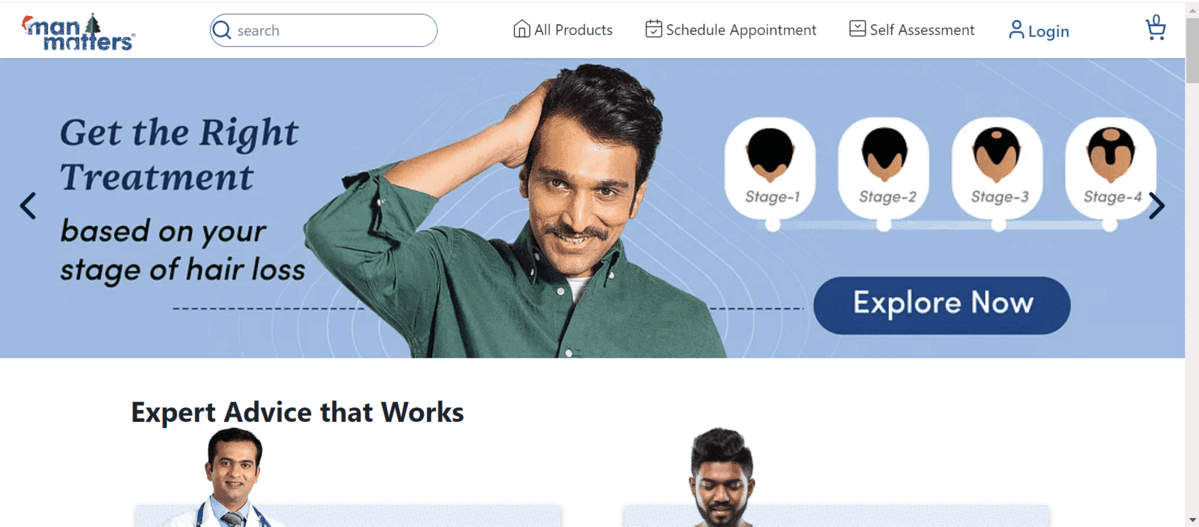 man
matters
search
All Products
Schedule Appointment
Self Assessment
Login
0
Get the Right
Treatment
based on your
stage of hair loss
Stage-1
Stage-2
Stage-3
Stage-4
Explore Now
Expert Advice that Works